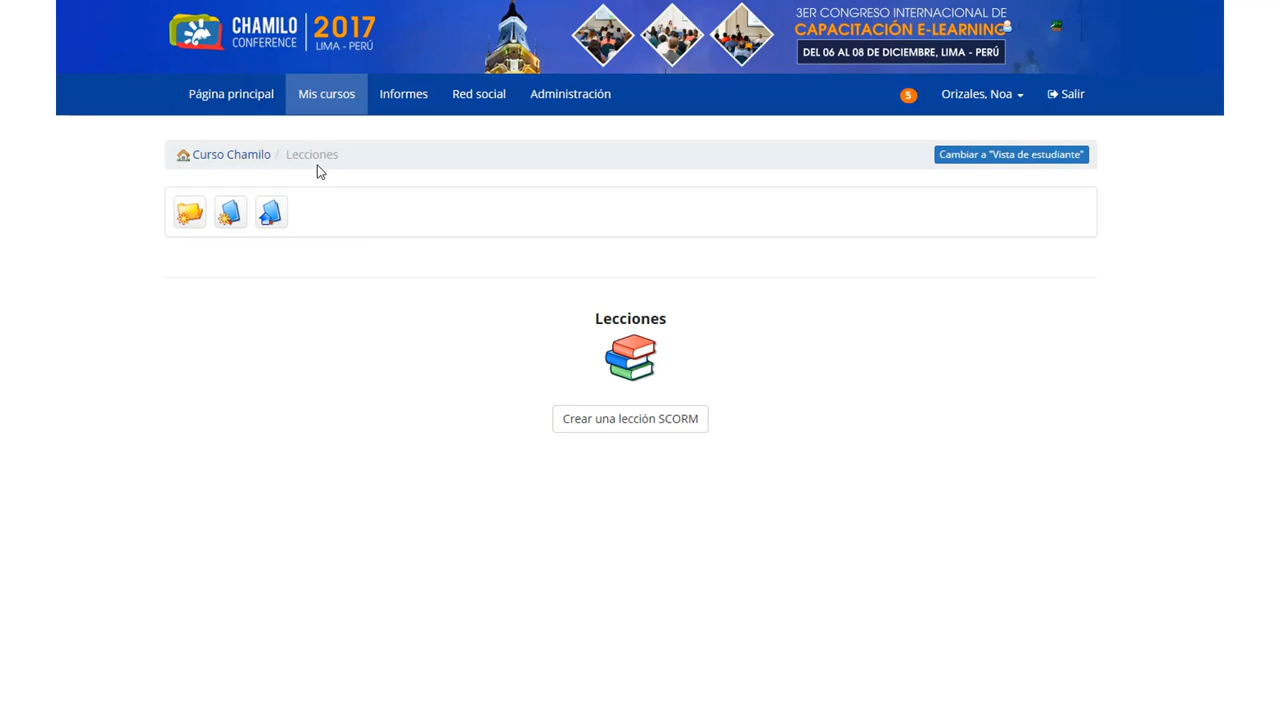 CHAMILO
CONFERENCE
2017
LIMA - PERÚ
3ER CONGRESO INTERNACIONAL DE
CAPACITACIÓN E-LEARNING
DEL 06 AL 08 DE DICIEMBRE, LIMA - PERÚ
Página principal Mis cursos Informes Red social Administración 5 Orizales, Noa Salir
Curso Chamilo / Lecciones Cambiar a "Vista de estudiante"
Lecciones
Crear una lección SCORM